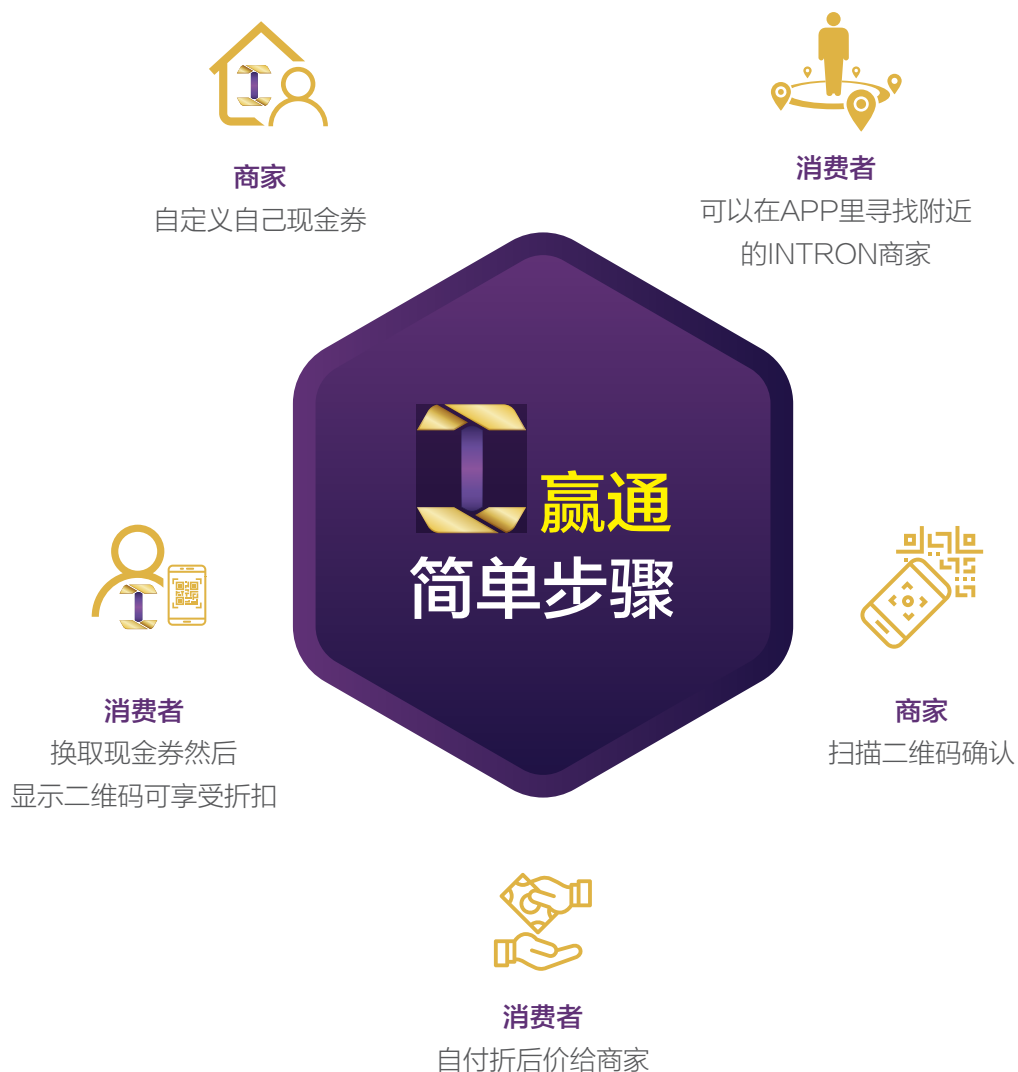 商家
自定义自己现金券
消费者
可以在APP里寻找附近
的INTRON商家
赢通
简单步骤
消费者
换取现金券然后
显示二维码可享受折扣
商家
扫描二维码确认
消费者
自付折后价给商家